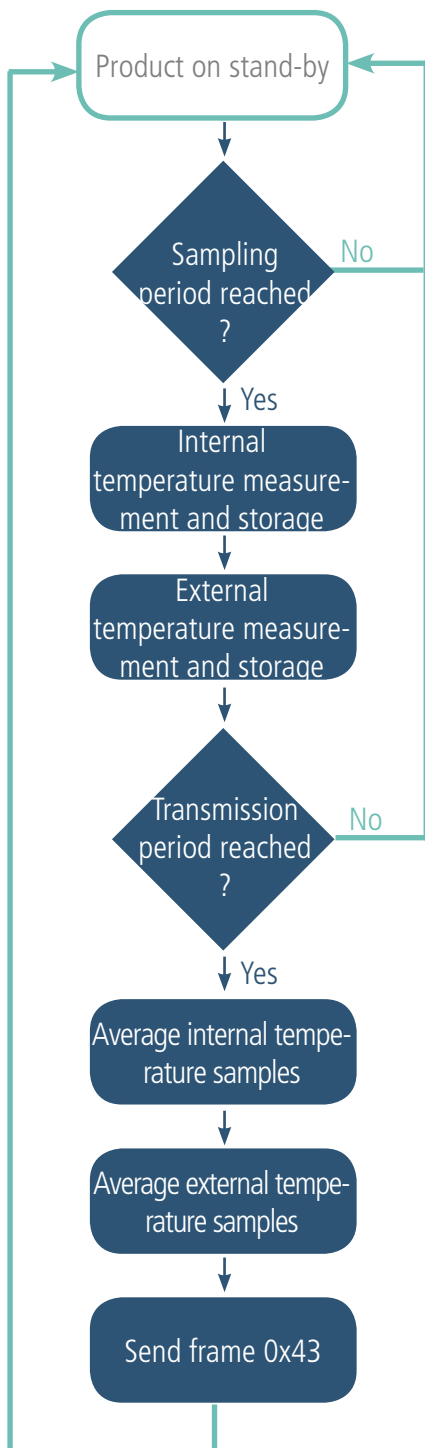 Product on stand-by
Sampling
period reached
?
No
Yes
Internal
temperature measure-
ment and storage
External
temperature measure-
ment and storage
Transmission
period reached
?
No
Yes
Average internal tempe-
rature samples
Average external tempe-
rature samples
Send frame 0x43